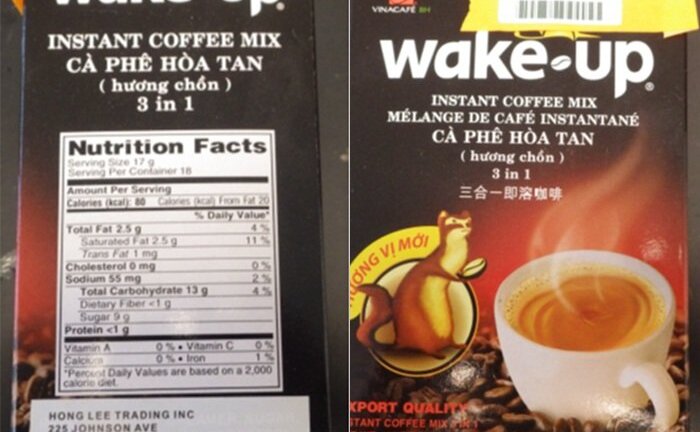 wake-up®
INSTANT COFFEE MIX
CÀ PHÊ HÒA TAN
( hương chồn )
3 in 1
Nutrition Facts
Serving Size 17 g
Serving Per Container 18
Amount Per Serving
Calories (kcal): 80 Calories (kcal) From Fat 20
% Daily Value*
Total Fat 2.5 g 4 %
Saturated Fat 2.5 g 11 %
Trans Fat 1 mg
Cholesterol 0 mg 0 %
Sodium 55 mg 2 %
Total Carbohydrate 13 g 4 %
Dietary Fiber <1 g
Sugar 9 g
Protein <1 g
Vitamin A 0 % • Vitamin C 0 %
Calcium 0 % • Iron 1 %
*Percent Daily Values are based on a 2,000
calorie diet.
HONG LEE TRADING INC
225 JOHNSON AVE
VINACAFÉ BH
wake-up®
INSTANT COFFEE MIX
MÉLANGE DE CAFÉ INSTANTANÉ
CÀ PHÊ HÒA TAN
( hương chồn )
3 in 1
三合一即溶咖啡
HƯƠNG VỊ MỚI
XPORT QUALITY
STANT COFFEE MIX 3 IN 1